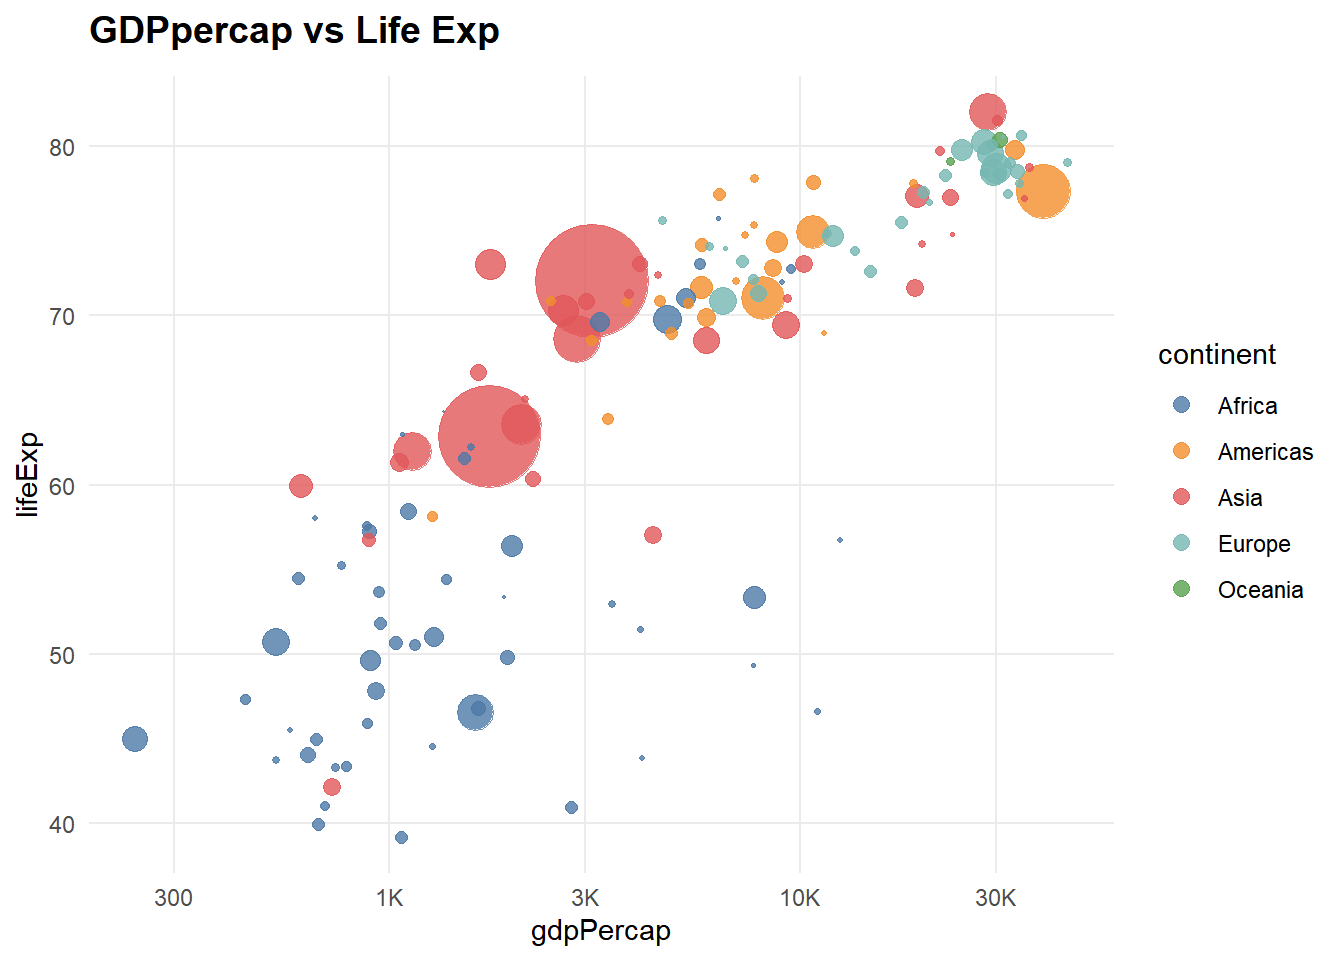 GDPpercap vs Life Exp
80
70
60
50
40
lifeExp
300 1K 3K 10K 30K
gdpPercap
continent
Africa
Americas
Asia
Europe
Oceania